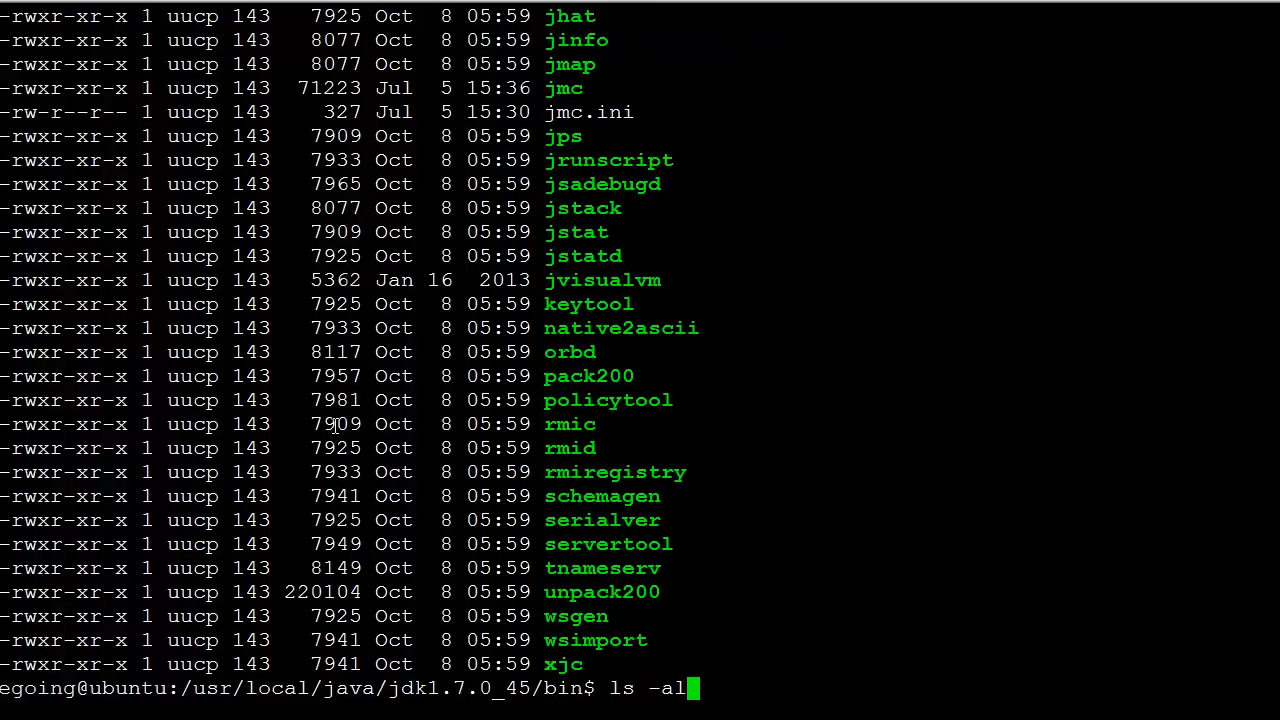 -rwxr-xr-x 1 uucp 143   7925 Oct  8 05:59 jhat
-rwxr-xr-x 1 uucp 143   8077 Oct  8 05:59 jinfo
-rwxr-xr-x 1 uucp 143   8077 Oct  8 05:59 jmap
-rwxr-xr-x 1 uucp 143  71223 Jul  5 15:36 jmc
-rw-r--r-- 1 uucp 143    327 Jul  5 15:30 jmc.ini
-rwxr-xr-x 1 uucp 143   7909 Oct  8 05:59 jps
-rwxr-xr-x 1 uucp 143   7933 Oct  8 05:59 jrunscript
-rwxr-xr-x 1 uucp 143   7965 Oct  8 05:59 jsadebugd
-rwxr-xr-x 1 uucp 143   8077 Oct  8 05:59 jstack
-rwxr-xr-x 1 uucp 143   7909 Oct  8 05:59 jstat
-rwxr-xr-x 1 uucp 143   7925 Oct  8 05:59 jstatd
-rwxr-xr-x 1 uucp 143   5362 Jan 16  2013 jvisualvm
-rwxr-xr-x 1 uucp 143   7925 Oct  8 05:59 keytool
-rwxr-xr-x 1 uucp 143   7933 Oct  8 05:59 native2ascii
-rwxr-xr-x 1 uucp 143   8117 Oct  8 05:59 orbd
-rwxr-xr-x 1 uucp 143   7957 Oct  8 05:59 pack200
-rwxr-xr-x 1 uucp 143   7981 Oct  8 05:59 policytool
-rwxr-xr-x 1 uucp 143   7909 Oct  8 05:59 rmic
-rwxr-xr-x 1 uucp 143   7925 Oct  8 05:59 rmid
-rwxr-xr-x 1 uucp 143   7933 Oct  8 05:59 rmiregistry
-rwxr-xr-x 1 uucp 143   7941 Oct  8 05:59 schemagen
-rwxr-xr-x 1 uucp 143   7925 Oct  8 05:59 serialver
-rwxr-xr-x 1 uucp 143   7949 Oct  8 05:59 servertool
-rwxr-xr-x 1 uucp 143   8149 Oct  8 05:59 tnameserv
-rwxr-xr-x 1 uucp 143 220104 Oct  8 05:59 unpack200
-rwxr-xr-x 1 uucp 143   7925 Oct  8 05:59 wsgen
-rwxr-xr-x 1 uucp 143   7941 Oct  8 05:59 wsimport
-rwxr-xr-x 1 uucp 143   7941 Oct  8 05:59 xjc
egoing@ubuntu:/usr/local/java/jdk1.7.0_45/bin$ ls -al